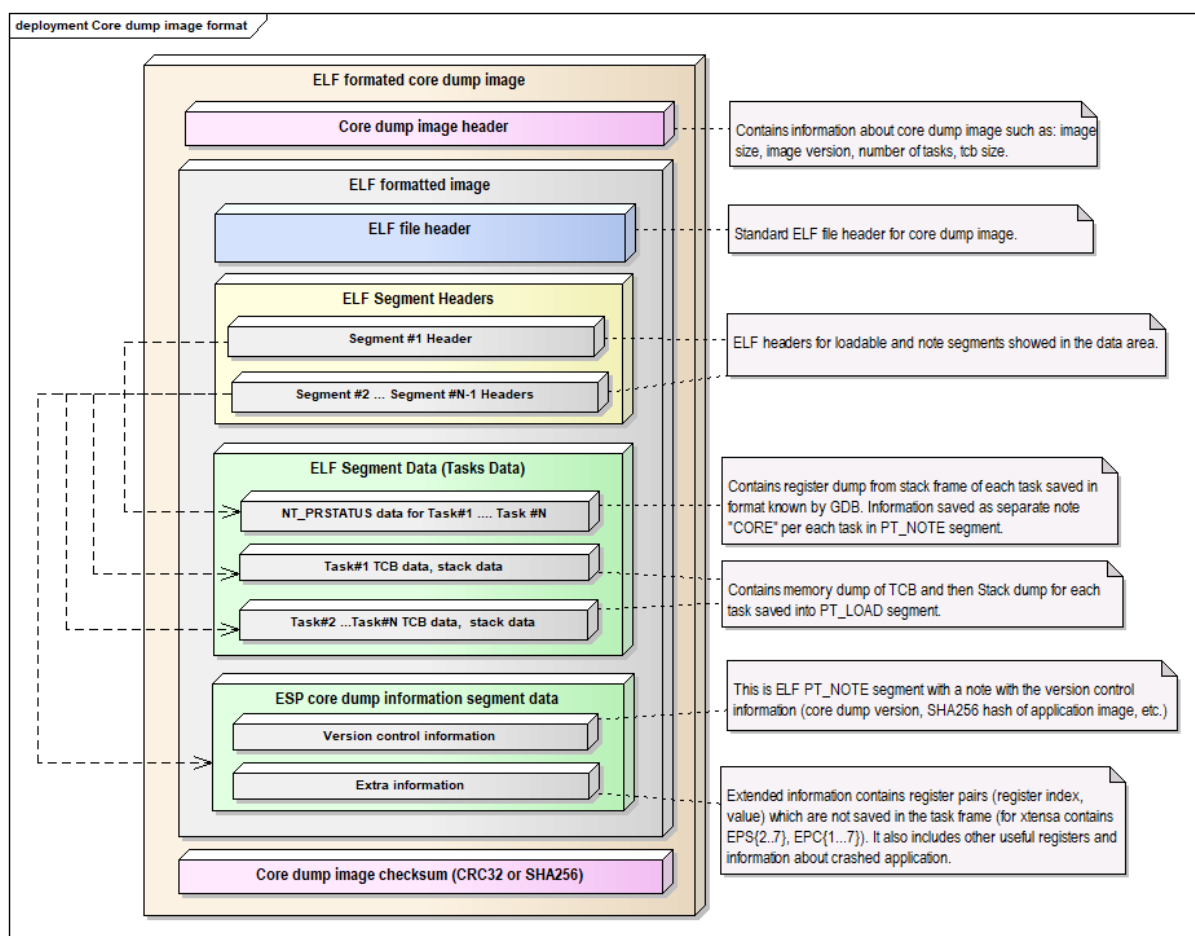 deployment Core dump image format
ELF formated core dump image
Core dump image header
Contains information about core dump image such as: image
size, image version, number of tasks, tcb size.
ELF formatted image
ELF file header
Standard ELF file header for core dump image.
ELF Segment Headers
Segment #1 Header
ELF headers for loadable and note segments showed in the data area.
Segment #2 ... Segment #N-1 Headers
ELF Segment Data (Tasks Data)
NT_PRSTATUS data for Task#1 .... Task #N
Contains register dump from stack frame of each task saved in
format known by GDB. Information saved as separate note
"CORE" per each task in PT_NOTE segment.
Task#1 TCB data, stack data
Contains memory dump of TCB and then Stack dump for each
task saved into PT_LOAD segment.
Task#2 ...Task#N TCB data, stack data
ESP core dump information segment data
This is ELF PT_NOTE segment with a note with the version control
information (core dump version, SHA256 hash of application image, etc.)
Version control information
Extra information
Extended information contains register pairs (register index,
value) which are not saved in the task frame (for xtensa contains
EPS{2..7}, EPC{1...7}). It also includes other useful registers and
information about crashed application.
Core dump image checksum (CRC32 or SHA256)